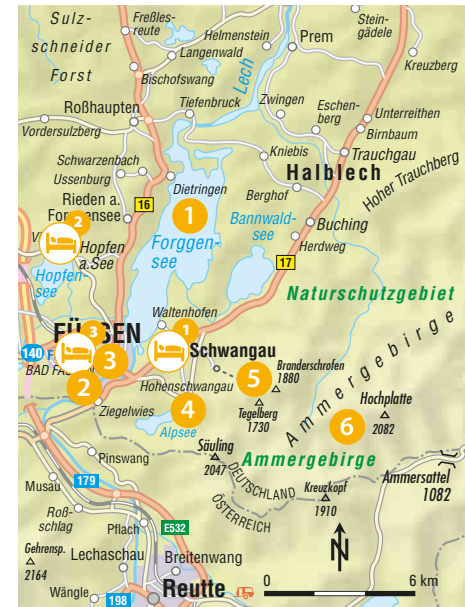 Sulz-
schneider
Forst
Freßles-
reute
Helmenstein
Langenwald
Bischofswang
Prem
Stein-
gädele
Kreuzberg
Lech
Roßhaupten
Tiefenbruck
Zwingen
Eschen-
berg
Unterreithen
Birnbaum
Vordersulzberg
Kniebis
Trauchgau
Schwarzenbach
Ussenburg
Halblech
Hoher Trauchberg
Rieden a.
Dietringen
Berghof
16
1
Forggen-
see
Bannwald-
see
Buching
Herdweg
2
Hopfen
a.See
Hopfen-
see
17
Naturschutzgebiet
Waltenhofen
3
1
140
3
Schwangau
Branderschrofen
1880
2
Hohenschwangau
5
Tegelberg
1730
Ammergebirge
Hochplatte
2082
4
6
Ziegelwies
Alpsee
Säuling
2047
Ammergebirge
Ammersattel
1082
Pinswang
DEUTSCHLAND
ÖSTERREICH
Kreuzkopf
1910
179
Musau
Roß-
schlag
Pflach
E532
N
Gehrensp.
2164
Lechaschau
Breitenwang
Wängle
Reutte
198
0
6 km